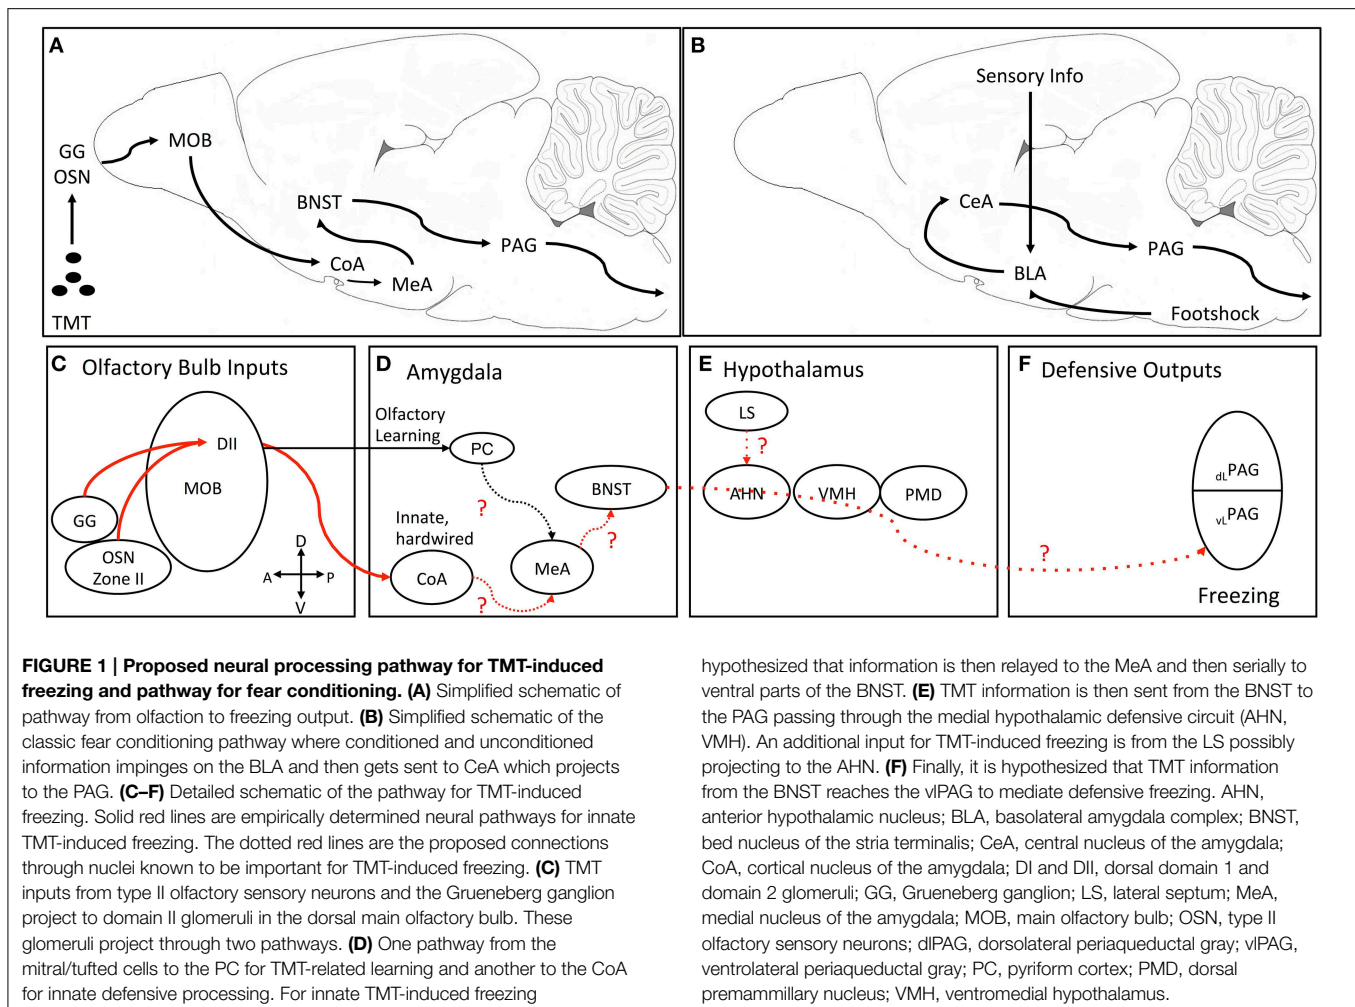 A
GG
OSN
TMT
MOB
BNST
CoA
MeA
PAG
B
Sensory Info
CeA
BLA
PAG
Footshock
C Olfactory Bulb Inputs
DII
MOB
GG
OSN
Zone II
D
A
P
V
D Amygdala
Olfactory
Learning
PC
?
BNST
?
Innate,
hardwired
CoA
MeA
?
E Hypothalamus
LS
?
AHN
VMH
PMD
F Defensive Outputs
?
dLPAG
vLPAG
Freezing
FIGURE 1 | Proposed neural processing pathway for TMT-induced
freezing and pathway for fear conditioning. (A) Simplified schematic of
pathway from olfaction to freezing output. (B) Simplified schematic of the
classic fear conditioning pathway where conditioned and unconditioned
information impinges on the BLA and then gets sent to CeA which projects
to the PAG. (C–F) Detailed schematic of the pathway for TMT-induced
freezing. Solid red lines are empirically determined neural pathways for innate
TMT-induced freezing. The dotted red lines are the proposed connections
through nuclei known to be important for TMT-induced freezing. (C) TMT
inputs from type II olfactory sensory neurons and the Grueneberg ganglion
project to domain II glomeruli in the dorsal main olfactory bulb. These
glomeruli project through two pathways. (D) One pathway from the
mitral/tufted cells to the PC for TMT-related learning and another to the CoA
for innate defensive processing. For innate TMT-induced freezing
hypothesized that information is then relayed to the MeA and then serially to
ventral parts of the BNST. (E) TMT information is then sent from the BNST to
the PAG passing through the medial hypothalamic defensive circuit (AHN,
VMH). An additional input for TMT-induced freezing is from the LS possibly
projecting to the AHN. (F) Finally, it is hypothesized that TMT information
from the BNST reaches the vlPAG to mediate defensive freezing. AHN,
anterior hypothalamic nucleus; BLA, basolateral amygdala complex; BNST,
bed nucleus of the stria terminalis; CeA, central nucleus of the amygdala;
CoA, cortical nucleus of the amygdala; DI and DII, dorsal domain 1 and
domain 2 glomeruli; GG, Grueneberg ganglion; LS, lateral septum; MeA,
medial nucleus of the amygdala; MOB, main olfactory bulb; OSN, type II
olfactory sensory neurons; dlPAG, dorsolateral periaqueductal gray; vlPAG,
ventrolateral periaqueductal gray; PC, pyriform cortex; PMD, dorsal
premammillary nucleus; VMH, ventromedial hypothalamus.